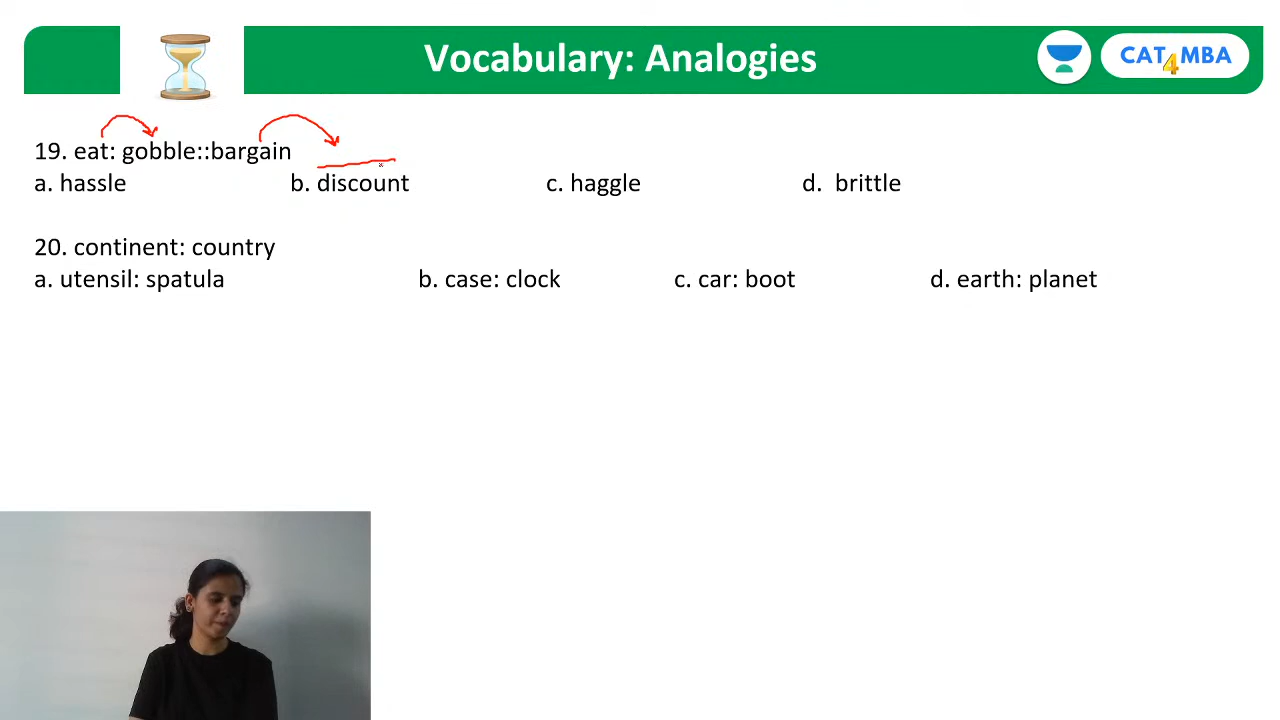 Vocabulary: Analogies
CAT4MBA
19. eat: gobble::bargain
a. hassle b. discount c. haggle d. brittle
20. continent: country
a. utensil: spatula b. case: clock c. car: boot d. earth: planet